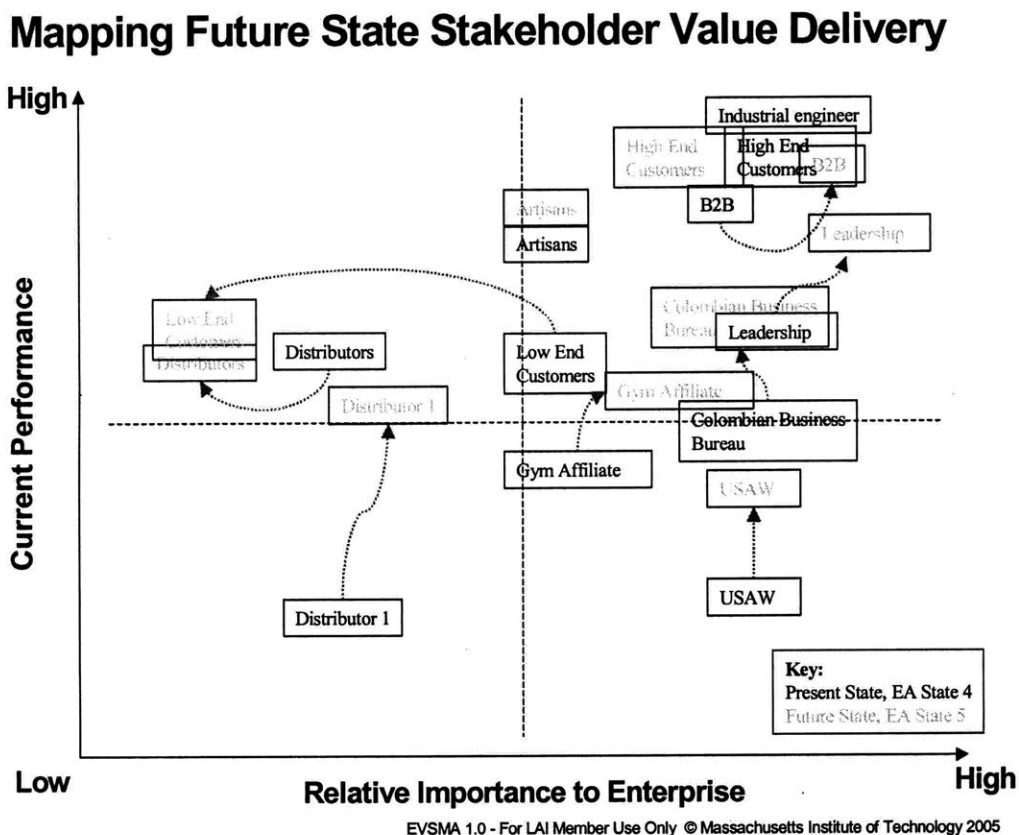 Mapping Future State Stakeholder Value Delivery
High
Industrial engineer
High End
Customers
High End
Customers
B2B
B2B
Artisans
Artisans
Leadership
Current Performance
Low End
Customers
Distributors
Distributors
Colombian Business
Bureau
Leadership
Low End
Customers
Distributor 1
Gym Affiliate
Colombian Business
Bureau
Gym Affiliate
USAW
USAW
Distributor 1
Key:
Present State, EA State 4
Future State, EA State 5
Low
Relative Importance to Enterprise
High
EVSMA 1.0 - For LAI Member Use Only © Massachusetts Institute of Technology 2005